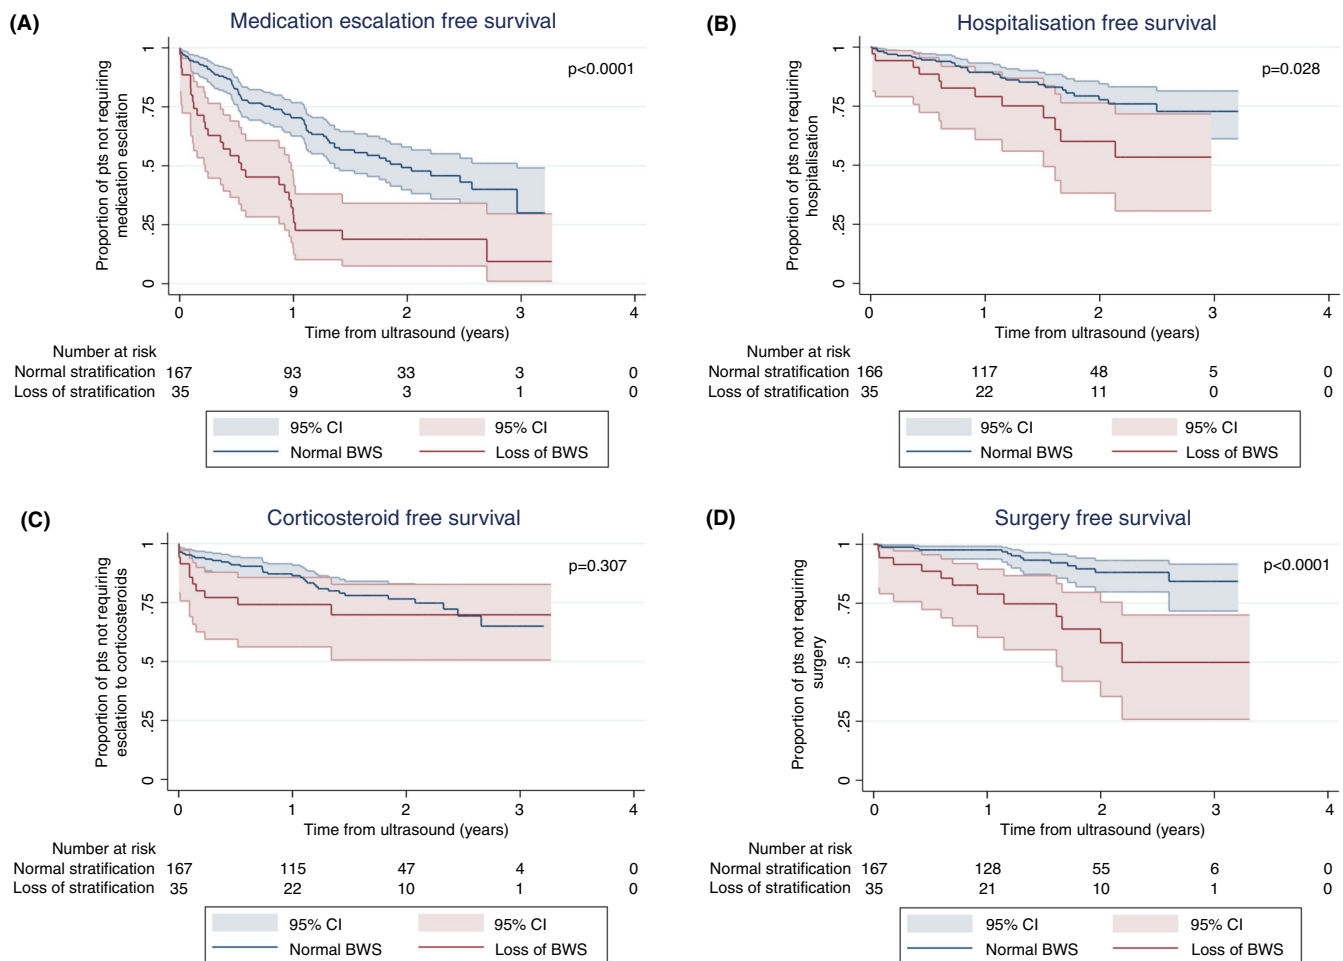 (A)
Medication escalation free survival
p<0.0001
Proportion of pts not requiring
medication esclation
1
.75
.5
.25
0
0 1 2 3 4
Time from ultrasound (years)
Number at risk
Normal stratification 167 93 33 3 0
Loss of stratification 35 9 3 1 0
95% CI 95% CI
Normal BWS Loss of BWS
(B)
Hospitalisation free survival
p=0.028
Proportion of pts not requiring
hospitalisation
1
.75
.5
.25
0
0 1 2 3 4
Time from ultrasound (years)
Number at risk
Normal stratification 166 117 48 5 0
Loss of stratification 35 22 11 0 0
95% CI 95% CI
Normal BWS Loss of BWS
(C)
Corticosteroid free survival
p=0.307
Proportion of pts not requiring
esclation to corticosteroids
1
.75
.5
.25
0
0 1 2 3 4
Time from ultrasound (years)
Number at risk
Normal stratification 167 115 47 4 0
Loss of stratification 35 22 10 1 0
95% CI 95% CI
Normal BWS Loss of BWS
(D)
Surgery free survival
p<0.0001
Proportion of pts not requiring
surgery
1
.75
.5
.25
0
0 1 2 3 4
Time from ultrasound (years)
Number at risk
Normal stratification 167 128 55 6 0
Loss of stratification 35 21 10 1 0
95% CI 95% CI
Normal BWS Loss of BWS